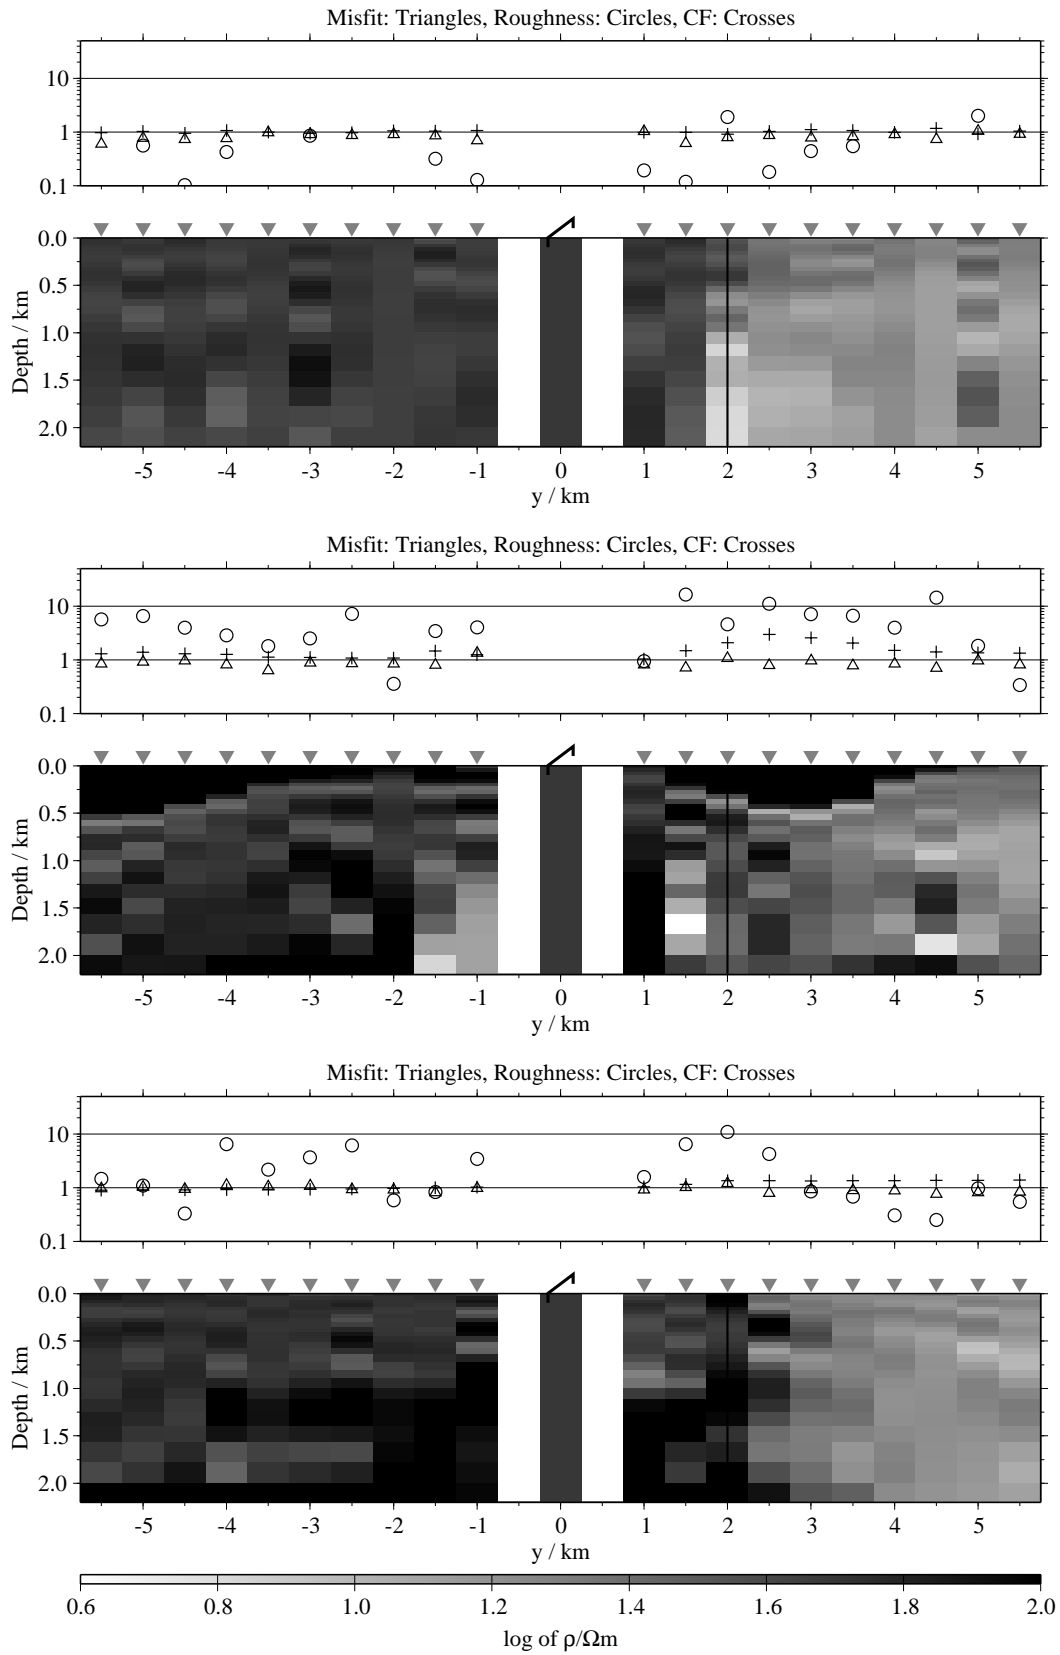 Misfit: Triangles, Roughness: Circles, CF: Crosses
10
1
0.1
0.0
0.5
1.0
1.5
2.0
Depth / km
-5 -4 -3 -2 -1 0 1 2 3 4 5
y / km
Misfit: Triangles, Roughness: Circles, CF: Crosses
10
1
0.1
0.0
0.5
1.0
1.5
2.0
Depth / km
-5 -4 -3 -2 -1 0 1 2 3 4 5
y / km
Misfit: Triangles, Roughness: Circles, CF: Crosses
10
1
0.1
0.0
0.5
1.0
1.5
2.0
Depth / km
-5 -4 -3 -2 -1 0 1 2 3 4 5
y / km
0.6 0.8 1.0 1.2 1.4 1.6 1.8 2.0
log of ρ/Ωm